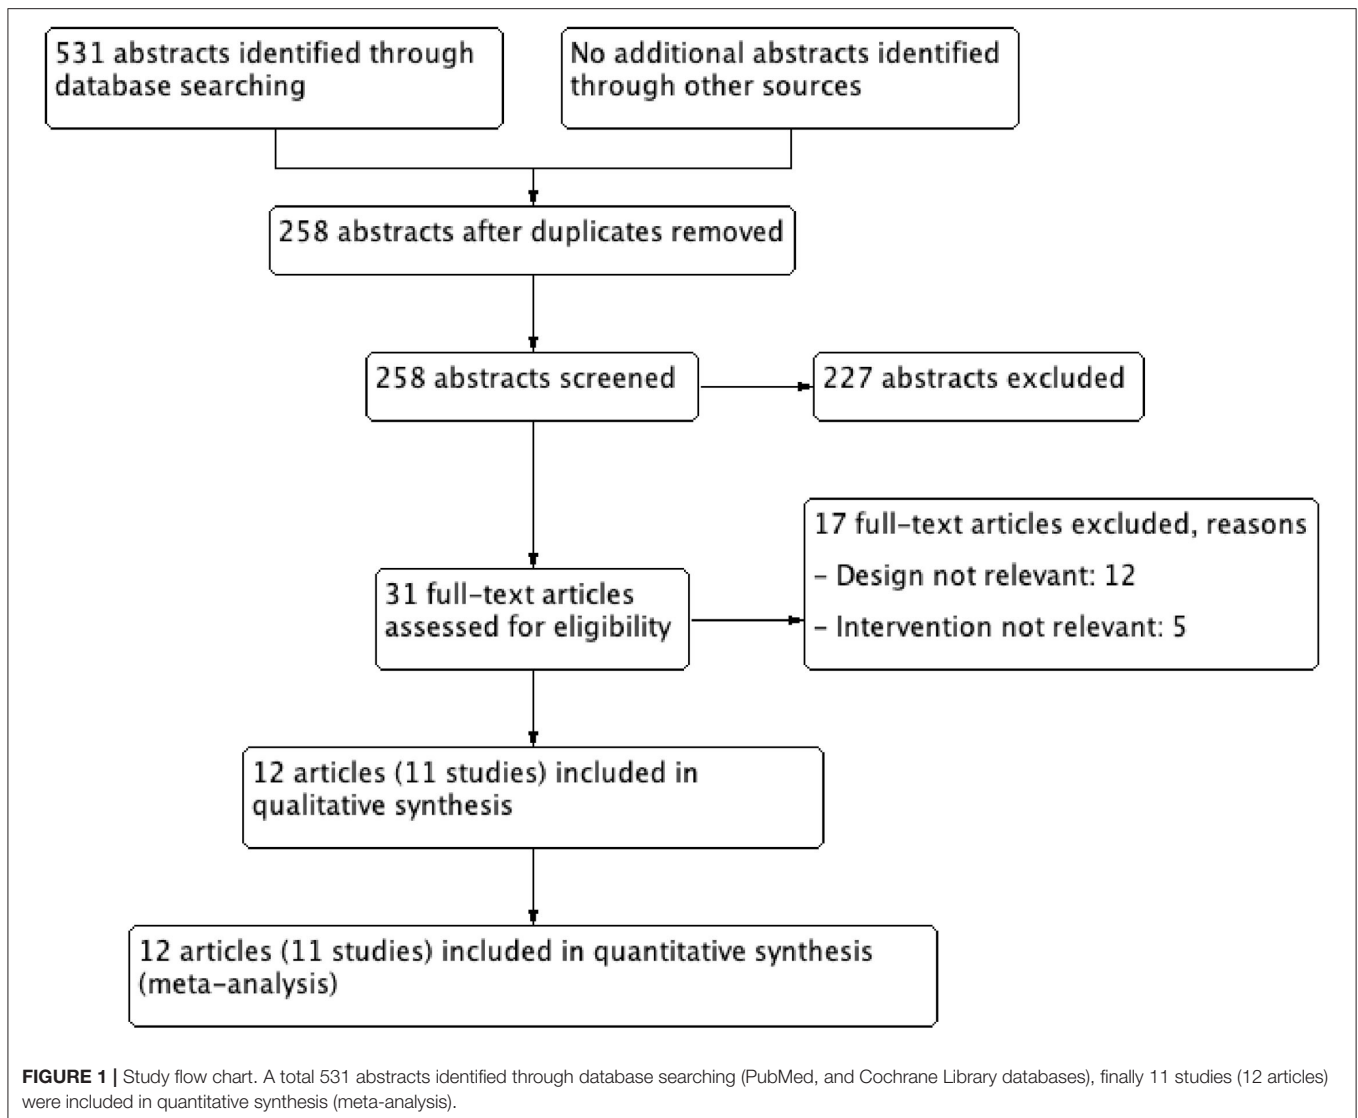 531 abstracts identified through
database searching
No additional abstracts identified
through other sources
258 abstracts after duplicates removed
258 abstracts screened
227 abstracts excluded
17 full-text articles excluded, reasons
- Design not relevant: 12
- Intervention not relevant: 5
31 full-text articles
assessed for eligibility
12 articles (11 studies) included in
qualitative synthesis
12 articles (11 studies) included in quantitative synthesis
(meta-analysis)
FIGURE 1 | Study flow chart. A total 531 abstracts identified through database searching (PubMed, and Cochrane Library databases), finally 11 studies (12 articles)
were included in quantitative synthesis (meta-analysis).